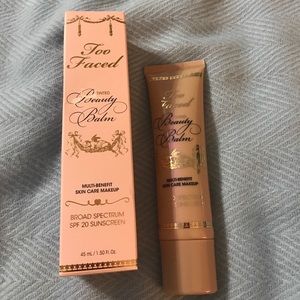 Too
Faced
TINTED
Beauty
Balm
MULTI-BENEFIT
SKIN CARE MAKEUP
BROAD SPECTRUM
SPF 20 SUNSCREEN
45 mL / 1.50 FL. OZ.
Too
Faced
Beauty
Balm
MULTI-BENEFIT
SKIN CARE MAKEUP